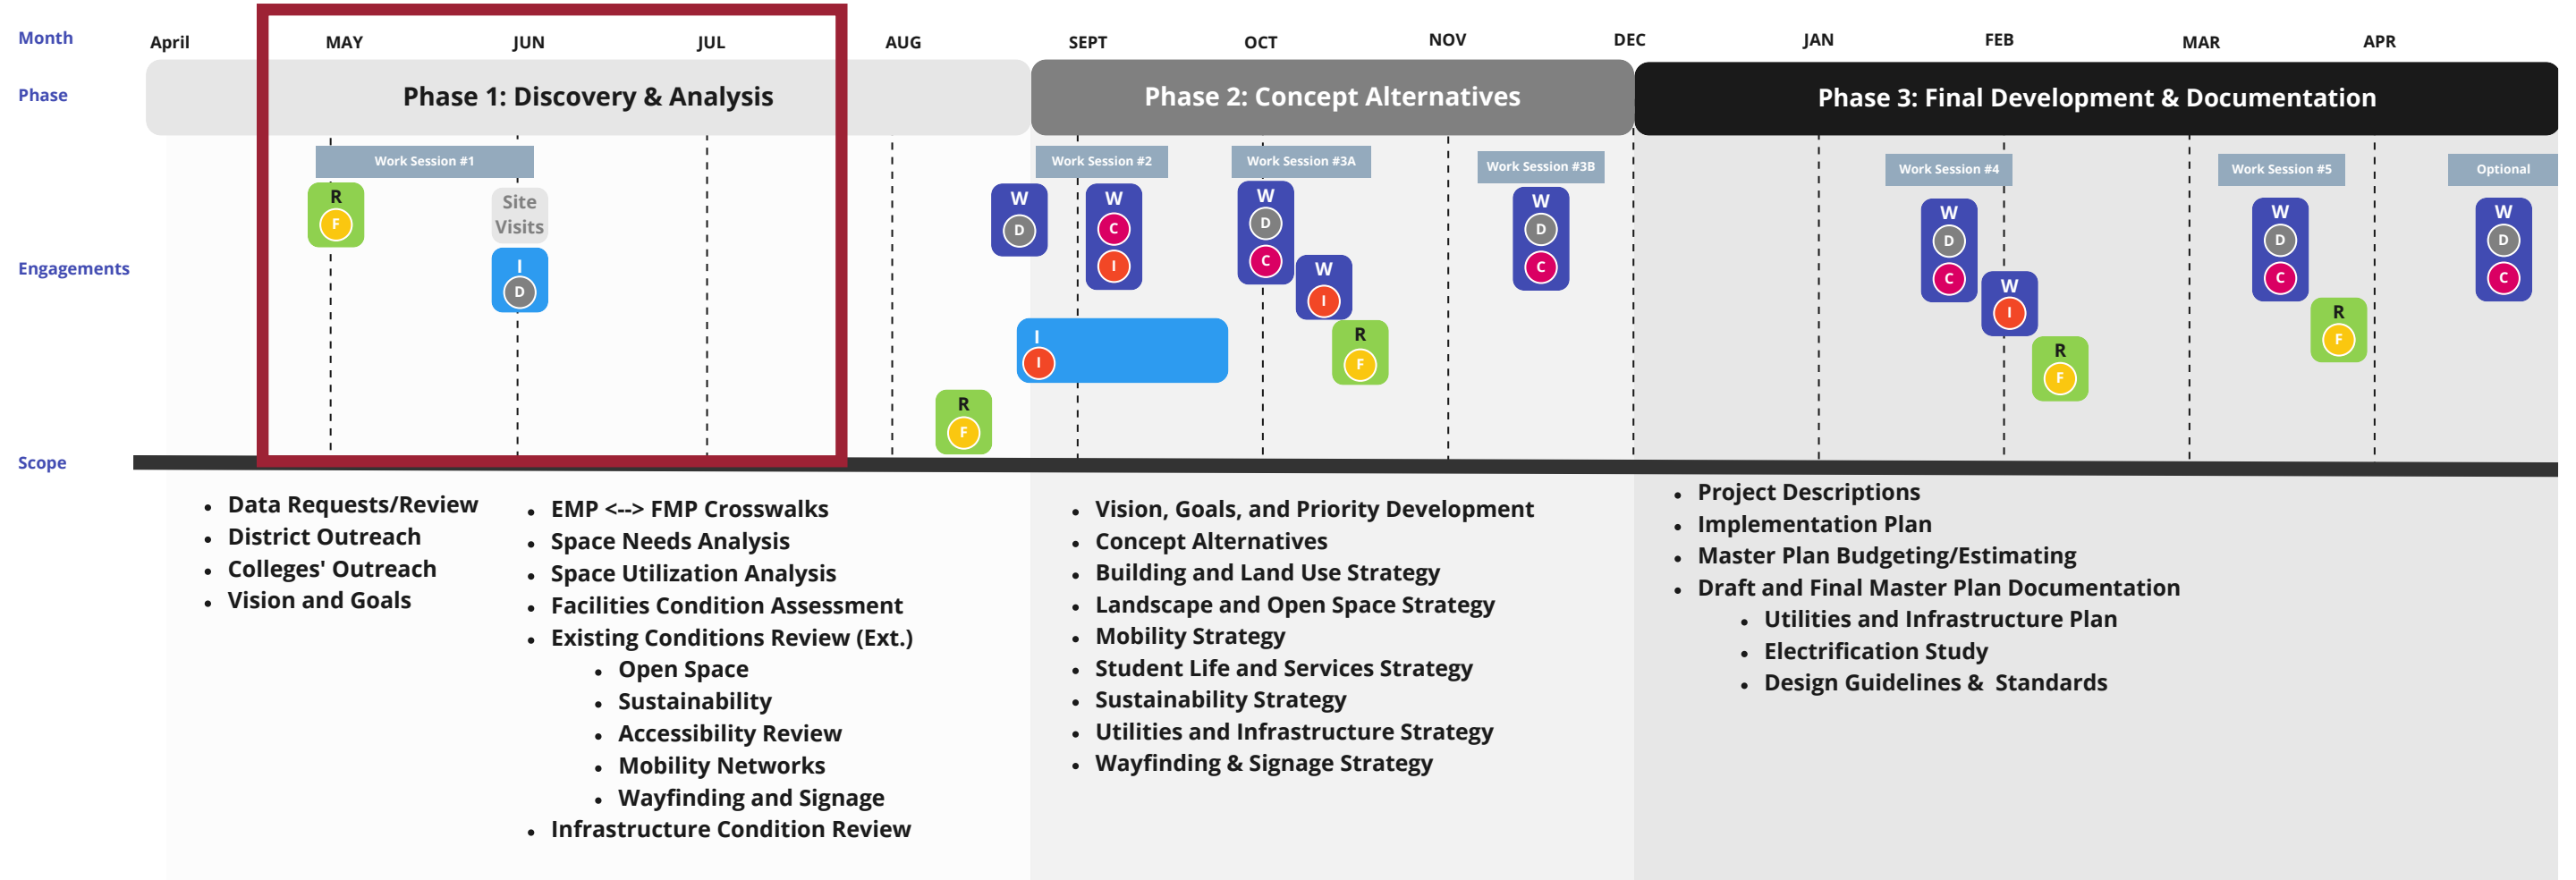 Month
April
MAY
JUN
JUL
AUG
SEPT
OCT
NOV
DEC
JAN
FEB
MAR
APR
Phase
Phase 1: Discovery & Analysis
Phase 2: Concept Alternatives
Phase 3: Final Development & Documentation
Engagements
Work Session #1
R
F
Site
Visits
I
D
R
F
W
D
Work Session #2
W
C
I
I
I
Work Session #3A
W
D
C
W
I
R
F
Work Session #3B
W
D
C
Work Session #4
W
D
C
W
I
R
F
Work Session #5
W
D
C
R
F
Optional
W
D
C
Scope
• Data Requests/Review
• District Outreach
• Colleges' Outreach
• Vision and Goals
• EMP <--> FMP Crosswalks
• Space Needs Analysis
• Space Utilization Analysis
• Facilities Condition Assessment
• Existing Conditions Review (Ext.)
• Open Space
• Sustainability
• Accessibility Review
• Mobility Networks
• Wayfinding and Signage
• Infrastructure Condition Review
• Vision, Goals, and Priority Development
• Concept Alternatives
• Building and Land Use Strategy
• Landscape and Open Space Strategy
• Mobility Strategy
• Student Life and Services Strategy
• Sustainability Strategy
• Utilities and Infrastructure Strategy
• Wayfinding & Signage Strategy
• Project Descriptions
• Implementation Plan
• Master Plan Budgeting/Estimating
• Draft and Final Master Plan Documentation
• Utilities and Infrastructure Plan
• Electrification Study
• Design Guidelines & Standards